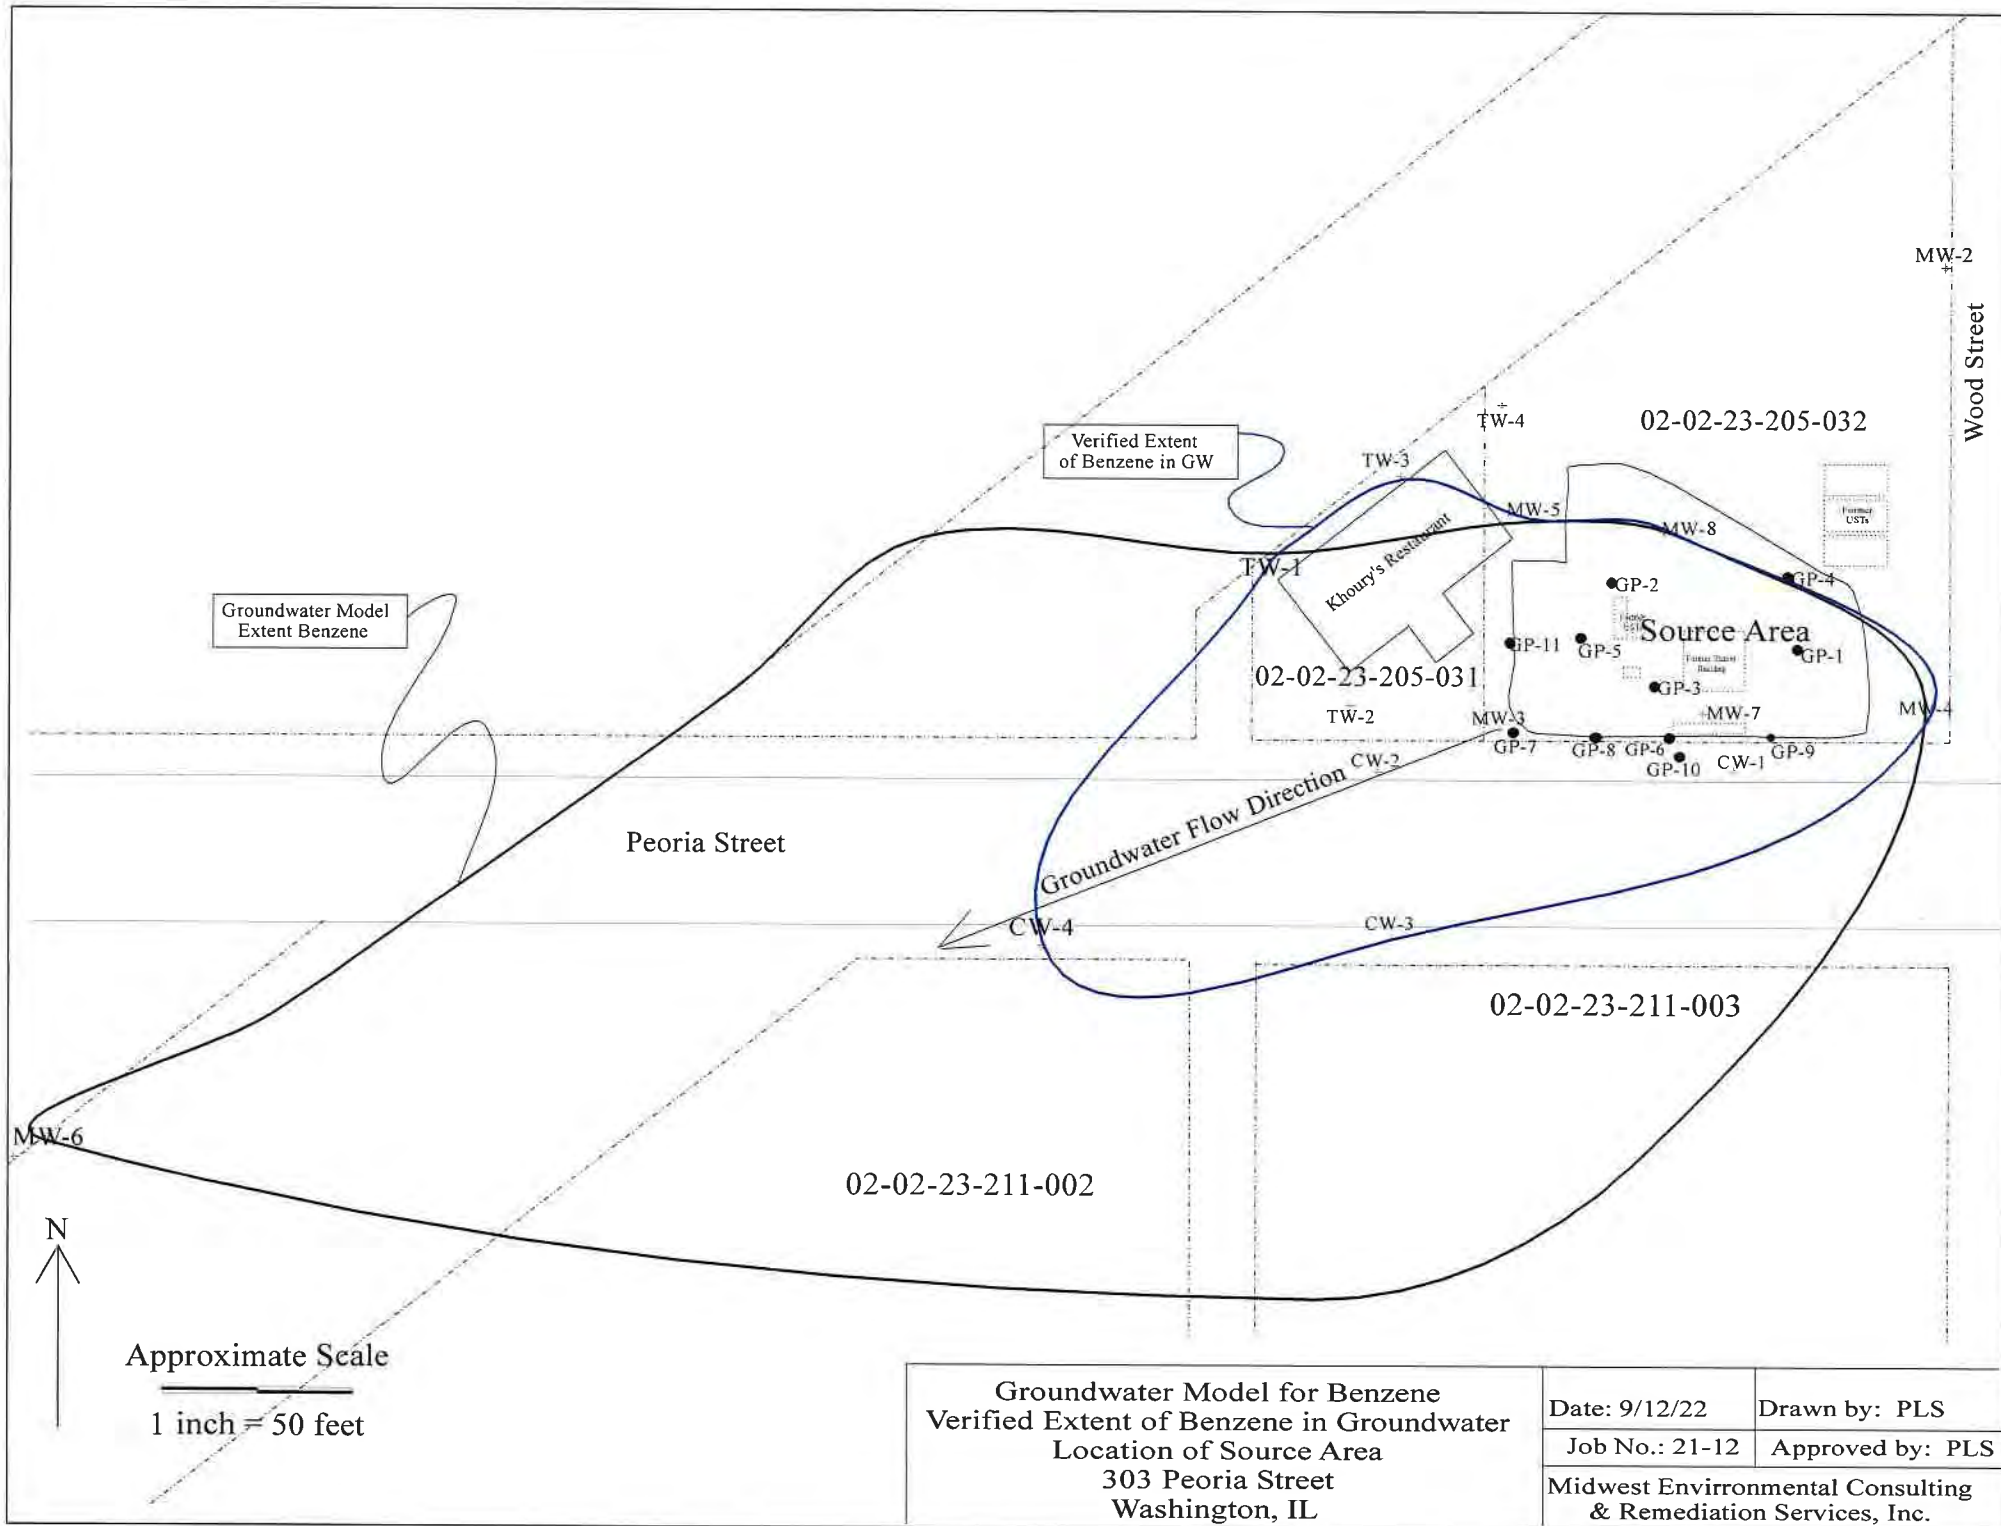 MW-2
Wood Street
TW-4
02-02-23-205-032
Verified Extent
of Benzene in GW
TW-3
MW-5
MW-8
Former
USTs
TW-1
Khoury's Restaurant
GP-2
GP-4
Groundwater Model
Extent Benzene
Source Area
GP-11
GP-5
GP-1
Building
02-02-23-205-031
GP-3
TW-2
MW-3
MW-7
MW-4
GP-7
GP-8
GP-6
GP-9
GP-10
CW-1
CW-2
Groundwater Flow Direction
Peoria Street
CW-4
CW-3
02-02-23-211-003
MW-6
02-02-23-211-002
N
Approximate Scale
1 inch = 50 feet
Groundwater Model for Benzene
Verified Extent of Benzene in Groundwater
Location of Source Area
303 Peoria Street
Washington, IL
Date: 9/12/22
Drawn by: PLS
Job No.: 21-12
Approved by: PLS
Midwest Envirronmental Consulting
& Remediation Services, Inc.